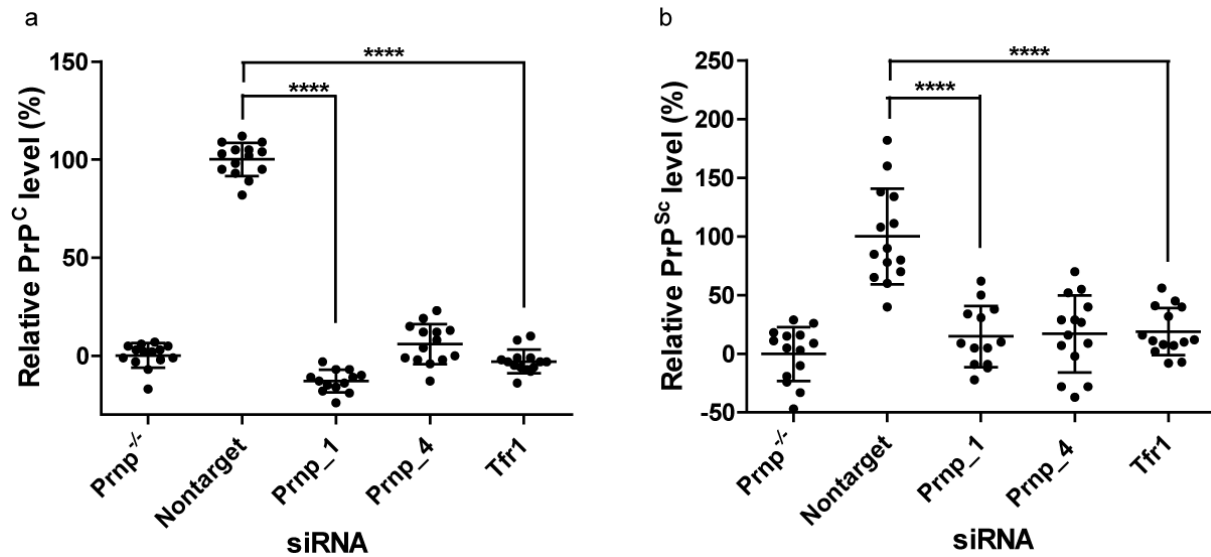 a
150
100
50
0
Relative PrP^C level (%)
****
****
Prnp^-/-
Nontarget
Prnp_1
Prnp_4
Tfr1
siRNA
b
250
200
150
100
50
0
-50
Relative PrP^Sc level (%)
****
****
Prnp^-/-
Nontarget
Prnp_1
Prnp_4
Tfr1
siRNA